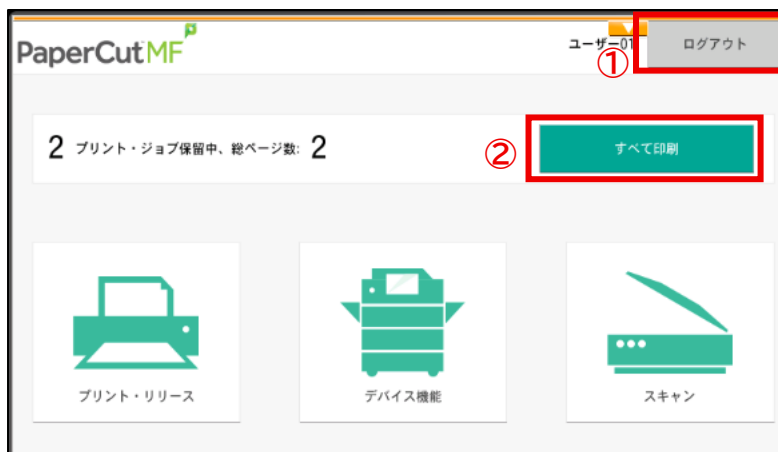 PaperCut MF
ユーザー01
ログアウト
①
2 プリント・ジョブ保留中、総ページ数: 2
②
すべて印刷
プリント・リリース
デバイス機能
スキャン